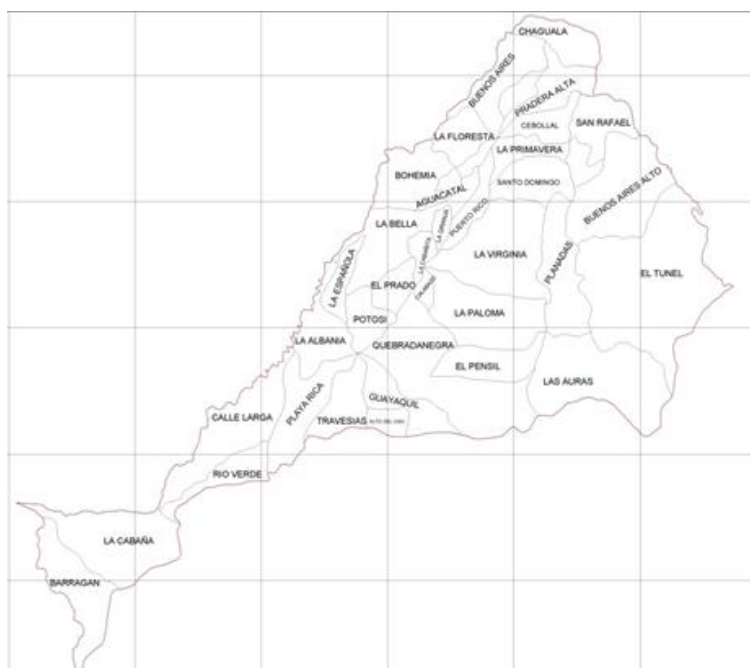 CHAGUALA
BUENOS AIRES
PRADERA ALTA
CEBOLLAL
SAN RAFAEL
LA FLORESTA
LA PRIMAVERA
BOHEMIA
SANTO DOMINGO
AGUACATAL
BUENOS AIRES ALTO
LA BELLA
PUERTO RICO
LA VIRGINIA
PLANADAS
EL TUNEL
LA ESPAÑOLA
EL PRADO
LA PALOMA
POTOSI
LA ALBANIA
QUEBRADANEGRA
EL PENSIL
LAS AURAS
PLAYA RICA
GUAYAQUIL
CALLE LARGA
TRAVESIAS
RIO VERDE
LA CABAÑA
BARRAGAN